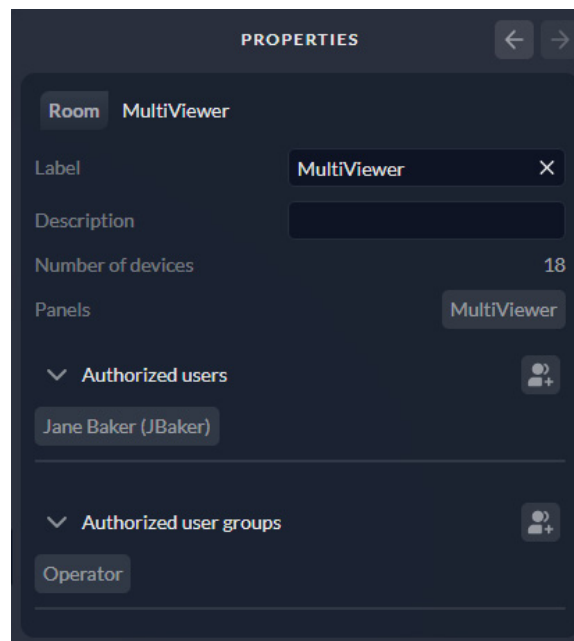 PROPERTIES
Room MultiViewer
Label MultiViewer
Description
Number of devices 18
Panels MultiViewer
Authorized users
Jane Baker (JBaker)
Authorized user groups
Operator